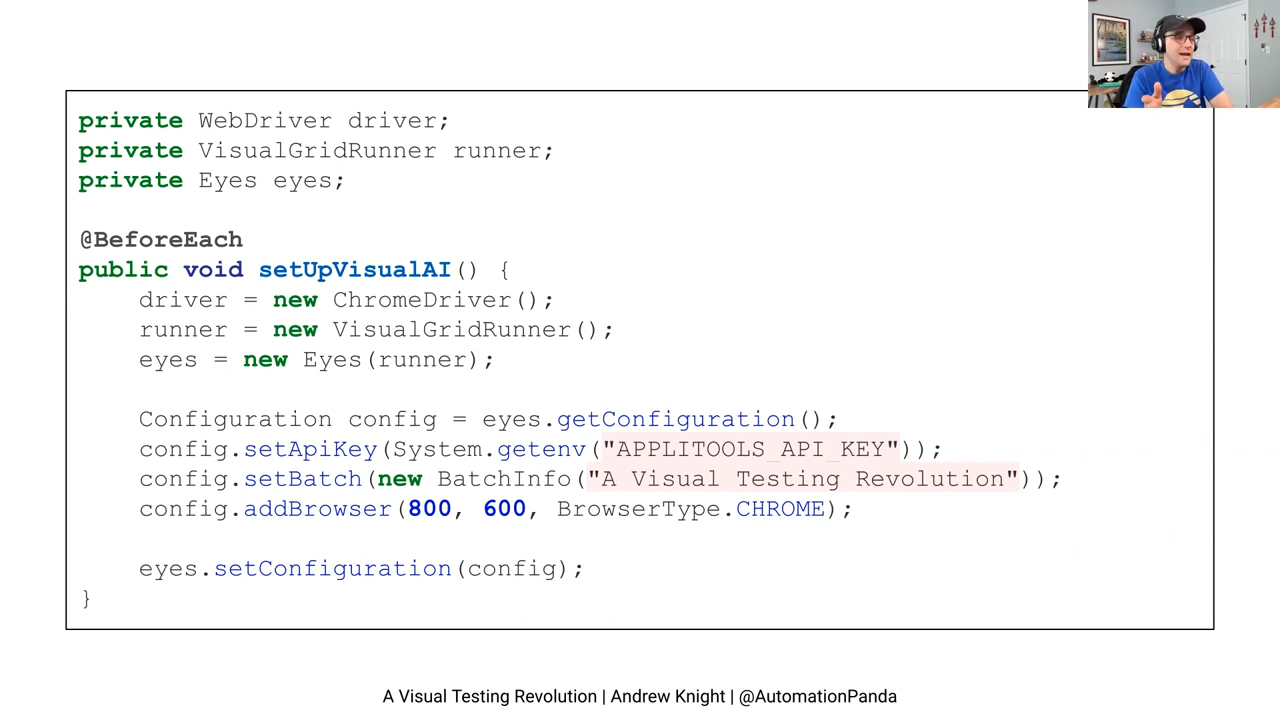 private WebDriver driver;
private VisualGridRunner runner;
private Eyes eyes;
@BeforeEach
public void setUpVisualAI() {
driver = new ChromeDriver();
runner = new VisualGridRunner();
eyes = new Eyes(runner);
Configuration config = eyes.getConfiguration();
config.setApiKey(System.getenv("APPLITOOLS_API_KEY"));
config.setBatch(new BatchInfo("A Visual Testing Revolution"));
config.addBrowser(800, 600, BrowserType.CHROME);
eyes.setConfiguration(config);
}
A Visual Testing Revolution | Andrew Knight | @AutomationPanda